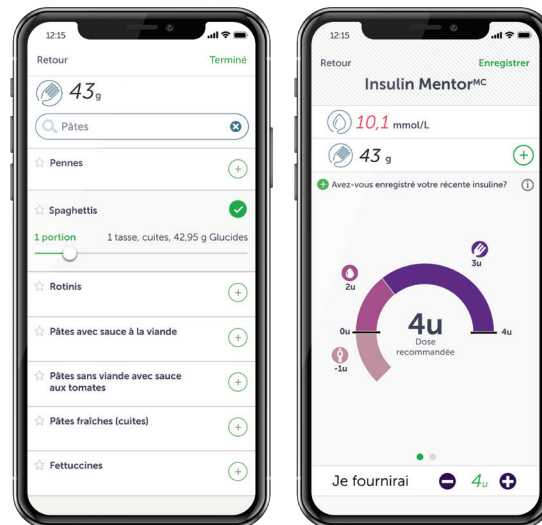 12:15
Retour Terminé
43 g
Pâtes
Pennes
Spaghettis
1 portion 1 tasse, cuites, 42,95 g Glucides
Rotinis
Pâtes avec sauce à la viande
Pâtes sans viande avec sauce
aux tomates
Pâtes fraîches (cuites)
Fettuccines
12:15
Retour Enregistrer
Insulin MentorMC
10,1 mmol/L
43 g
Avez-vous enregistré votre récente insuline?
3u
2u
0u
4u
Dose
recommandée
4u
-1u
Je fournirai 4u